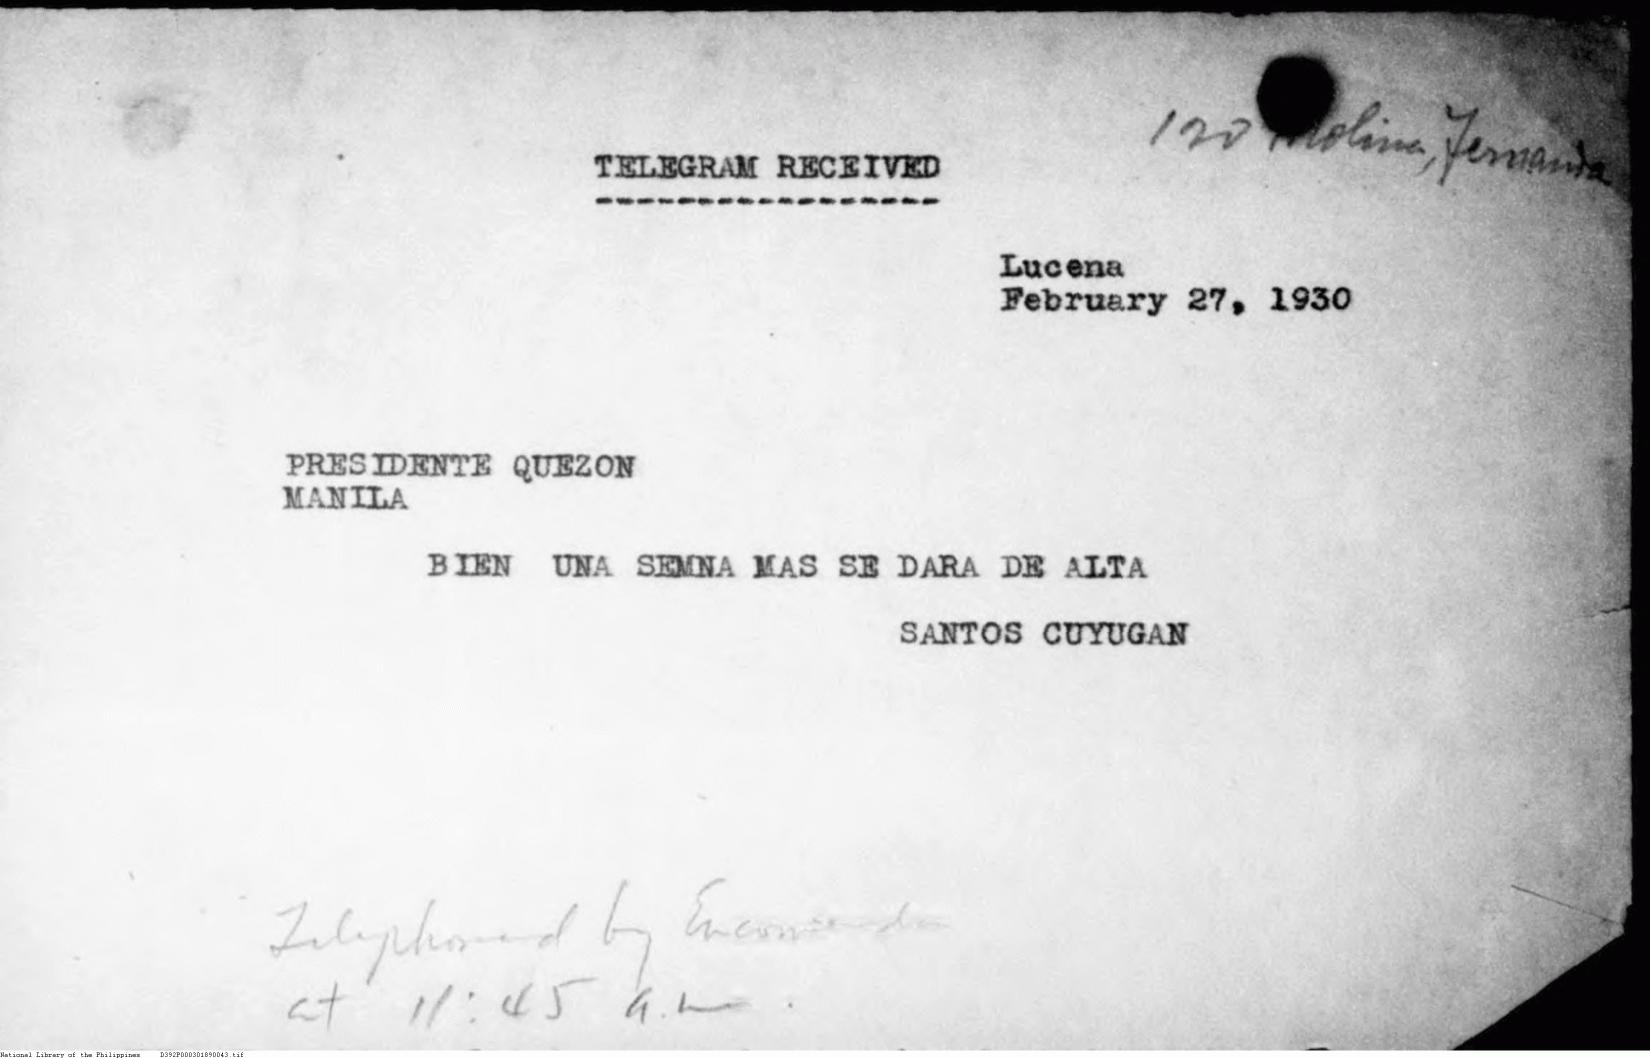 120 Molina, Fernanda
TELEGRAM RECEIVED
-----------------
Lucena
February 27, 1930
PRESIDENTE QUEZON
MANILA
BIEN UNA SEMNA MAS SE DARA DE ALTA
SANTOS CUYUGAN
Telephoned by Encomienda
at 11:45 a.m.
National Library of the Philippines D392P000301890043.tif